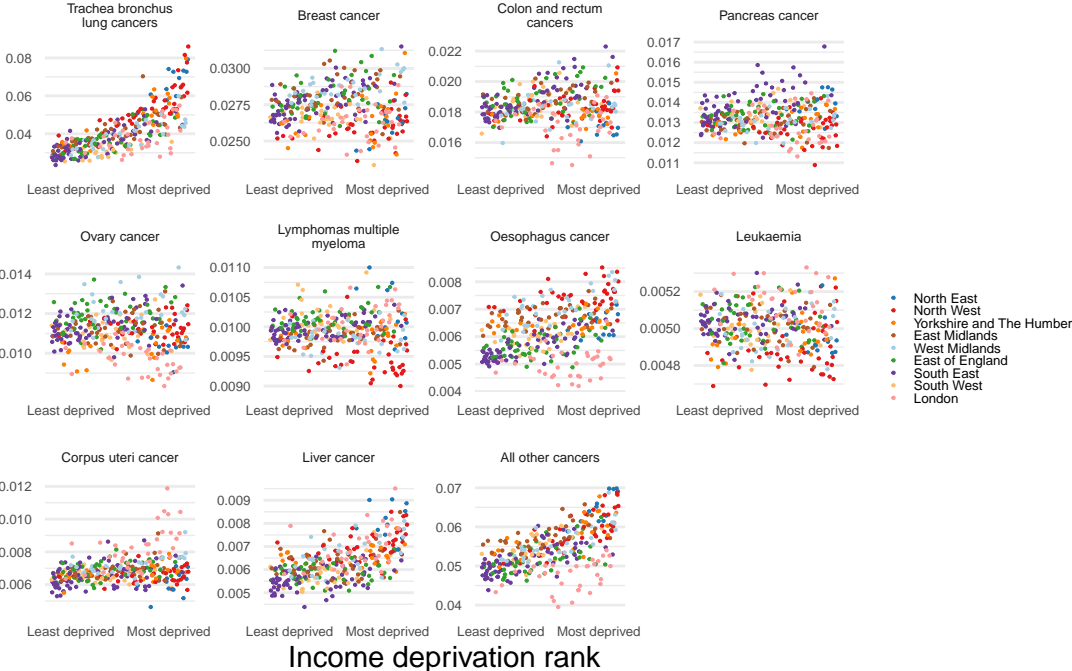 Trachea bronchus
lung cancers
Breast cancer
Colon and rectum
cancers
Pancreas cancer
0.08
0.06
0.04
0.0300
0.0275
0.0250
0.022
0.020
0.018
0.016
0.017
0.016
0.015
0.014
0.013
0.012
0.011
Least deprived Most deprived
Least deprived Most deprived
Least deprived Most deprived
Least deprived Most deprived
Ovary cancer
Lymphomas multiple
myeloma
Oesophagus cancer
Leukaemia
0.014
0.012
0.010
0.0110
0.0105
0.0100
0.0095
0.0090
0.008
0.007
0.006
0.005
0.004
0.0052
0.0050
0.0048
Least deprived Most deprived
Least deprived Most deprived
Least deprived Most deprived
Least deprived Most deprived
North East
North West
Yorkshire and The Humber
East Midlands
West Midlands
East of England
South East
South West
London
Corpus uteri cancer
Liver cancer
All other cancers
0.012
0.010
0.008
0.006
0.009
0.008
0.007
0.006
0.005
0.07
0.06
0.05
0.04
Least deprived Most deprived
Least deprived Most deprived
Least deprived Most deprived
Income deprivation rank